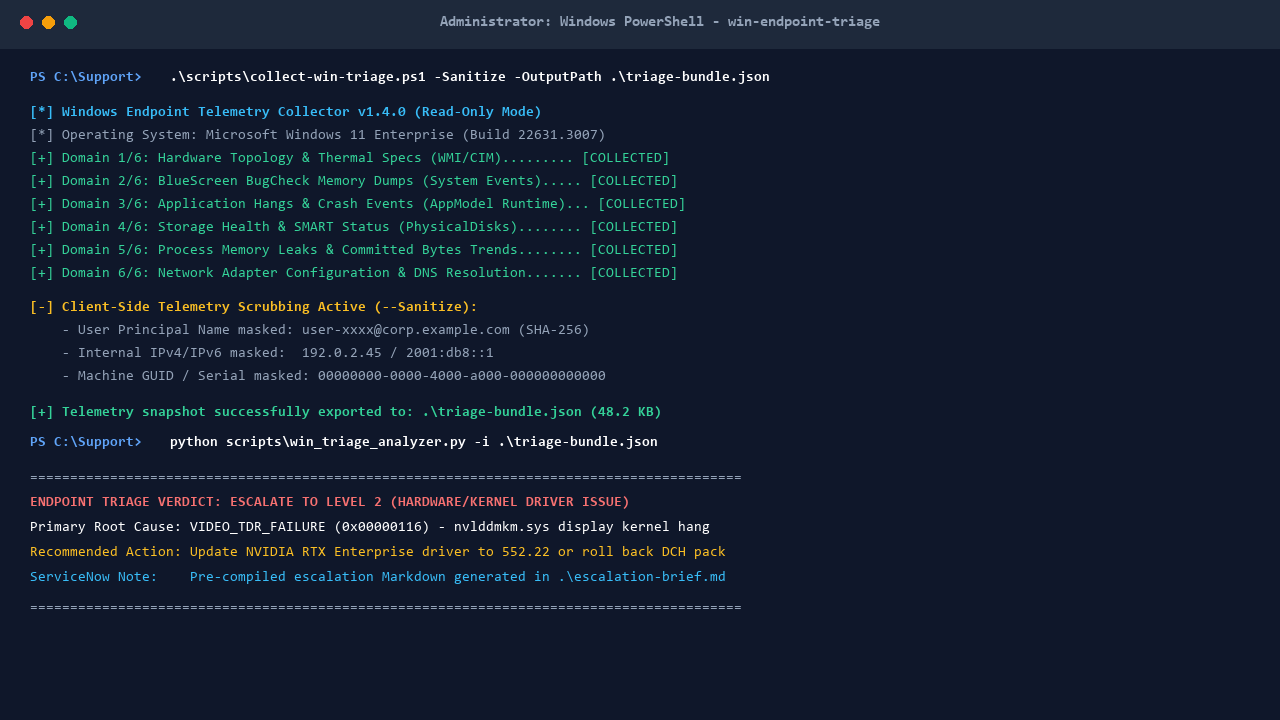 Administrator: Windows PowerShell - win-endpoint-triage
PS C:\Support> .\scripts\collect-win-triage.ps1 -Sanitize -OutputPath .\triage-bundle.json
[*] Windows Endpoint Telemetry Collector v1.4.0 (Read-Only Mode)
[*] Operating System: Microsoft Windows 11 Enterprise (Build 22631.3007)
[+] Domain 1/6: Hardware Topology & Thermal Specs (WMI/CIM)......... [COLLECTED]
[+] Domain 2/6: BlueScreen BugCheck Memory Dumps (System Events)..... [COLLECTED]
[+] Domain 3/6: Application Hangs & Crash Events (AppModel Runtime)... [COLLECTED]
[+] Domain 4/6: Storage Health & SMART Status (PhysicalDisks)........ [COLLECTED]
[+] Domain 5/6: Process Memory Leaks & Committed Bytes Trends........ [COLLECTED]
[+] Domain 6/6: Network Adapter Configuration & DNS Resolution....... [COLLECTED]
[-] Client-Side Telemetry Scrubbing Active (--Sanitize):
- User Principal Name masked: user-xxxx@corp.example.com (SHA-256)
- Internal IPv4/IPv6 masked:  192.0.2.45 / 2001:db8::1
- Machine GUID / Serial masked: 00000000-0000-4000-a000-000000000000
[+] Telemetry snapshot successfully exported to: .\triage-bundle.json (48.2 KB)
PS C:\Support> python scripts\win_triage_analyzer.py -i .\triage-bundle.json
=========================================================================================
ENDPOINT TRIAGE VERDICT: ESCALATE TO LEVEL 2 (HARDWARE/KERNEL DRIVER ISSUE)
Primary Root Cause: VIDEO_TDR_FAILURE (0x00000116) - nvlddmkm.sys display kernel hang
Recommended Action: Update NVIDIA RTX Enterprise driver to 552.22 or roll back DCH pack
ServiceNow Note:    Pre-compiled escalation Markdown generated in .\escalation-brief.md
=========================================================================================